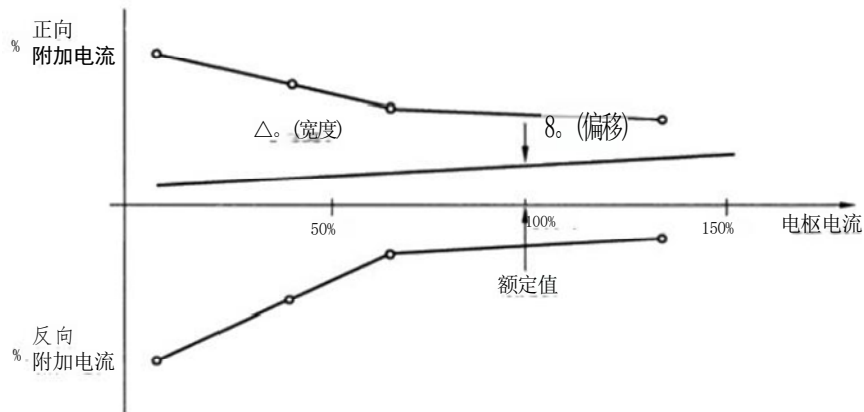 正向
% 附加电流
△。(宽度)
8。(偏移)
50%
100%
150%
电枢电流
额定值
反向
% 附加电流